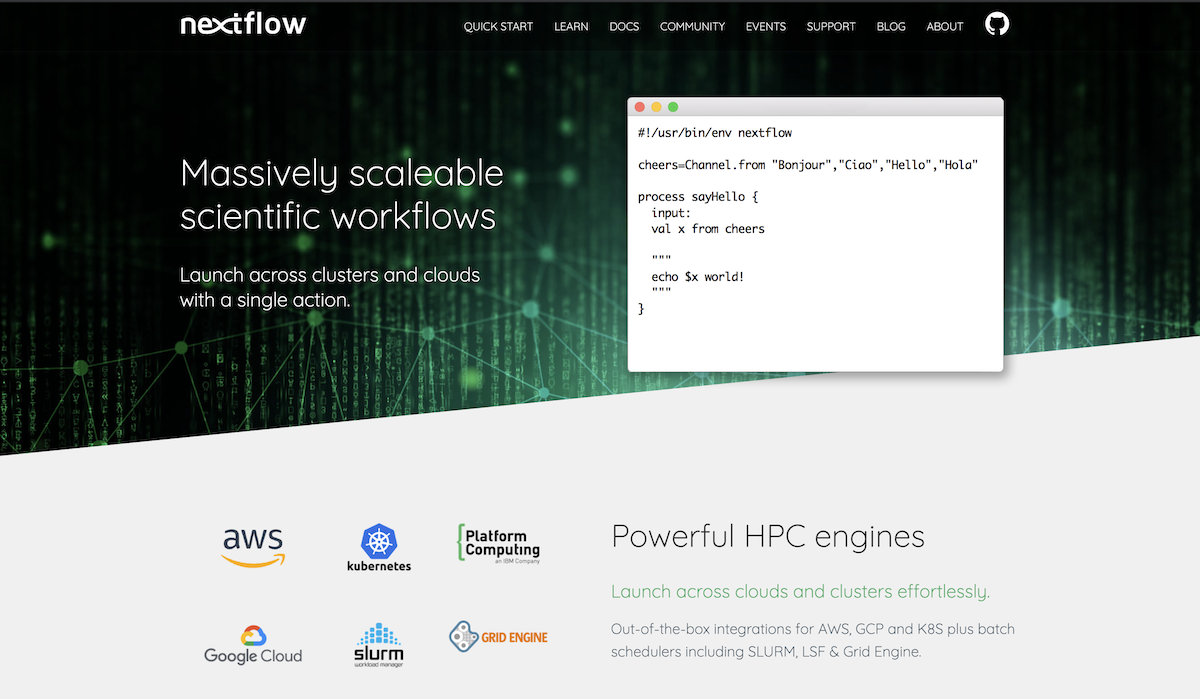 nextflow
QUICK START LEARN DOCS COMMUNITY EVENTS SUPPORT BLOG ABOUT
Massively scaleable
scientific workflows
Launch across clusters and clouds
with a single action.
#!/usr/bin/env nextflow
cheers=Channel.from "Bonjour","Ciao","Hello","Hola"
process sayHello {
input:
val x from cheers
"""
echo $x world!
"""
}
aws
kubernetes
Platform
Computing
an IBM Company
Google Cloud
slurm
workload manager
GRID ENGINE
Powerful HPC engines
Launch across clouds and clusters effortlessly.
Out-of-the-box integrations for AWS, GCP and K8S plus batch
schedulers including SLURM, LSF & Grid Engine.